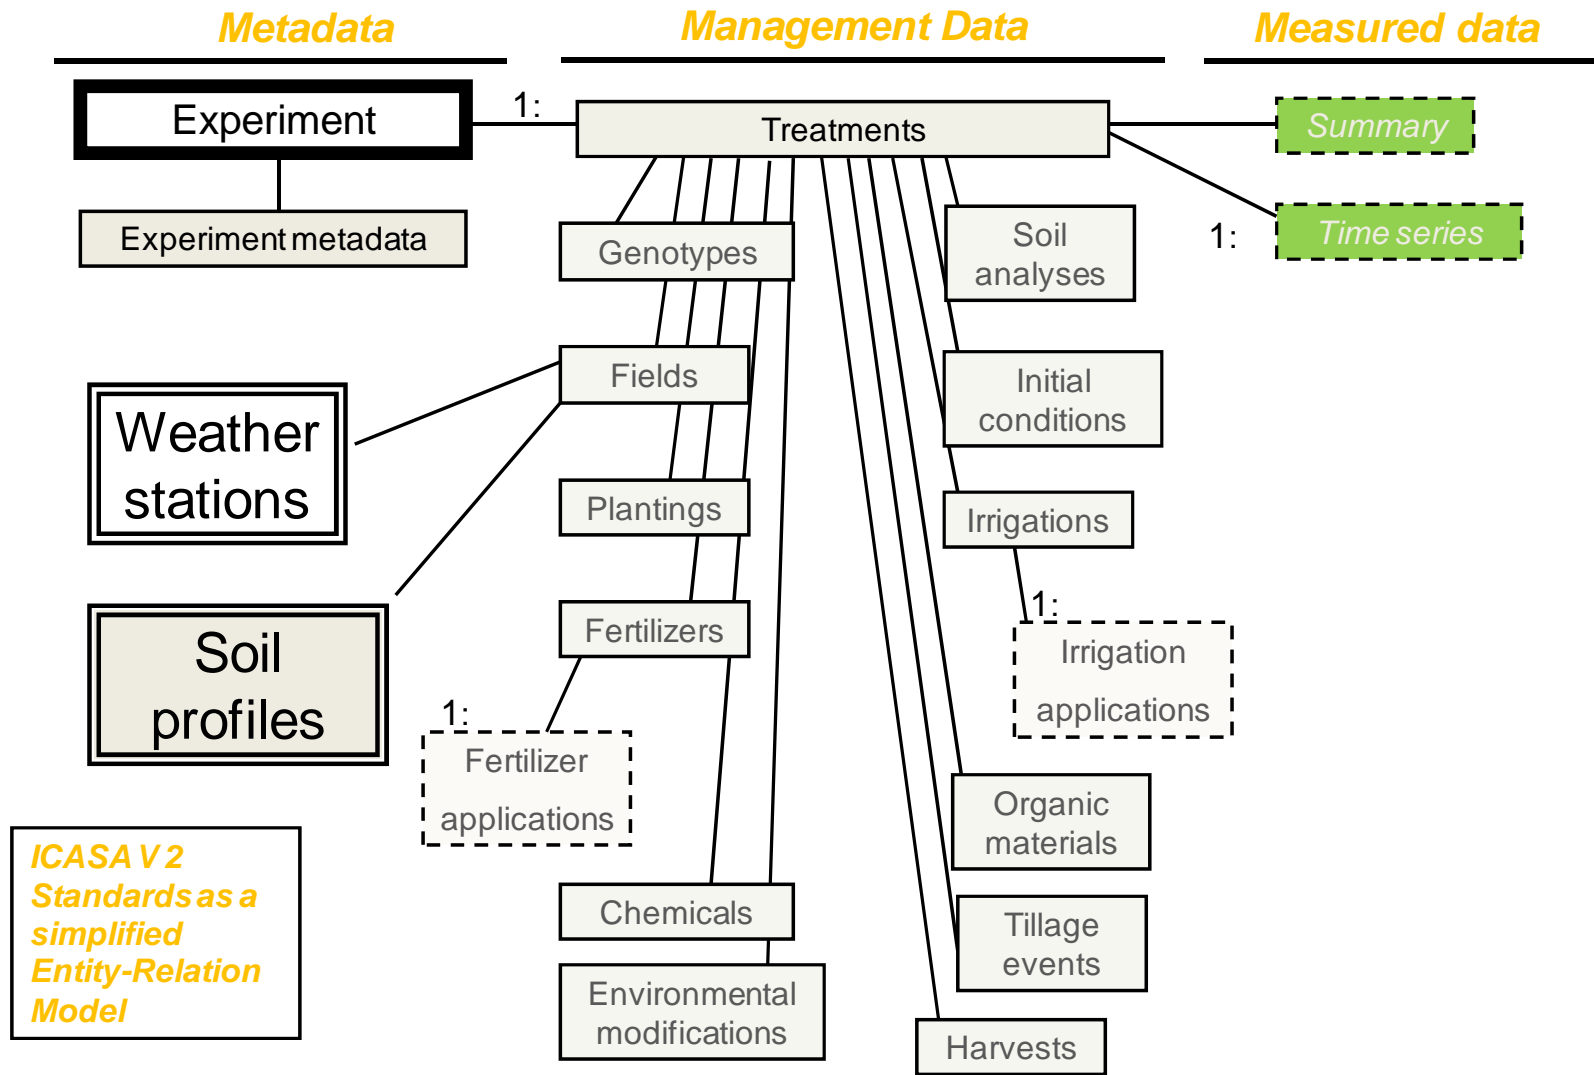 Metadata
Management Data
Measured data
Experiment
1:
Treatments
Summary
Experiment metadata
Genotypes
Soil
analyses
1:
Time series
Weather
stations
Fields
Initial
conditions
Plantings
Irrigations
Soil
profiles
Fertilizers
1:
Irrigation
applications
1:
Fertilizer
applications
Organic
materials
ICASA V 2
Standards as a
simplified
Entity-Relation
Model
Chemicals
Tillage
events
Environmental
modifications
Harvests